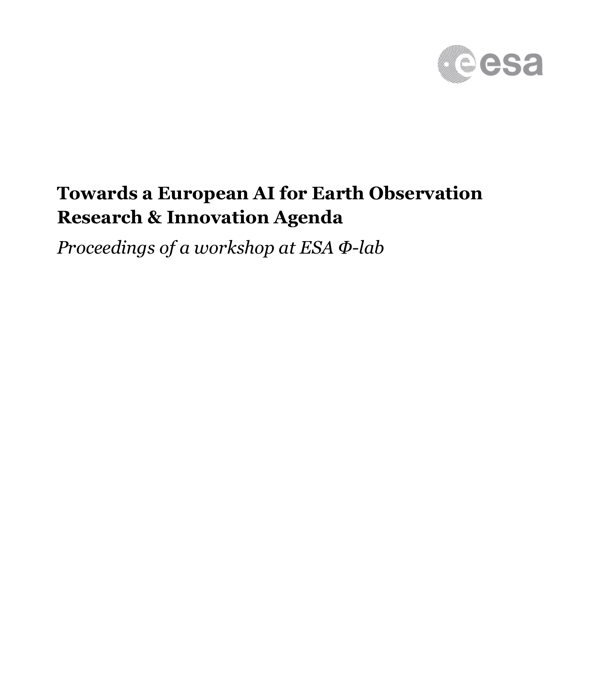 esa
Towards a European AI for Earth Observation
Research & Innovation Agenda
Proceedings of a workshop at ESA Φ-lab